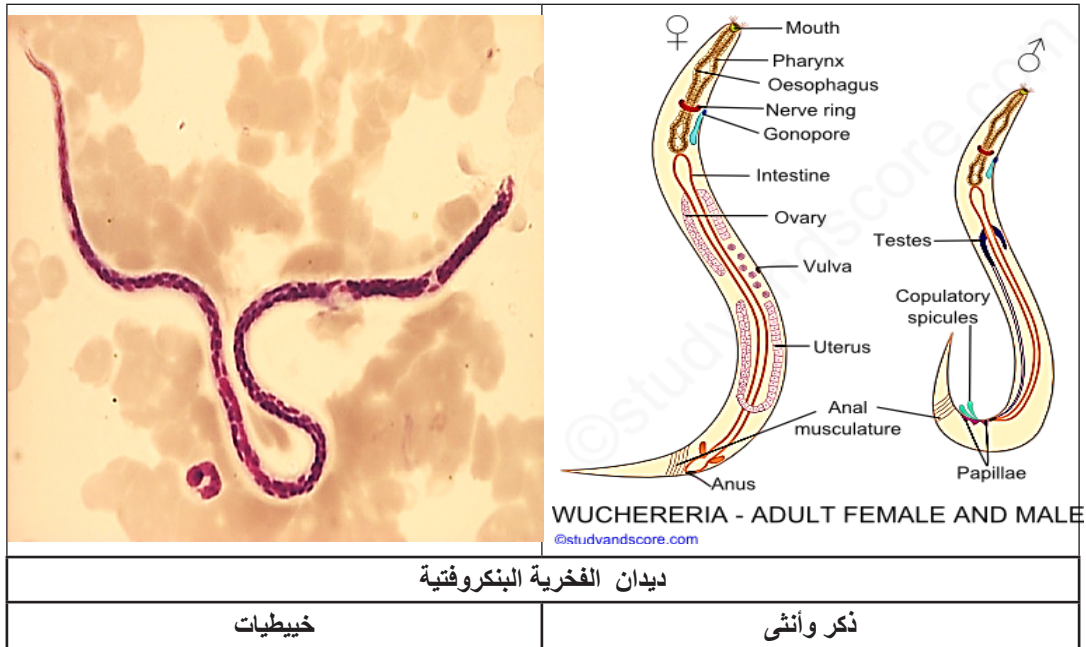 ♀
Mouth
Pharynx
Oesophagus
Nerve ring
Gonopore
Intestine
Ovary
Vulva
Uterus
Anal
musculature
Anus
♂
Testes
Copulatory
spicules
Papillae
WUCHERERIA - ADULT FEMALE AND MALE
©studyandscore.com
©studyandscore.com
ديدان الفخرية البنكروفتية
ذكر وأنثى
خييطيات